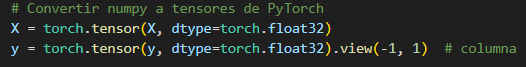 # Convertir numpy a tensores de PyTorch
X = torch.tensor(X, dtype=torch.float32)
y = torch.tensor(y, dtype=torch.float32).view(-1, 1)  # columna